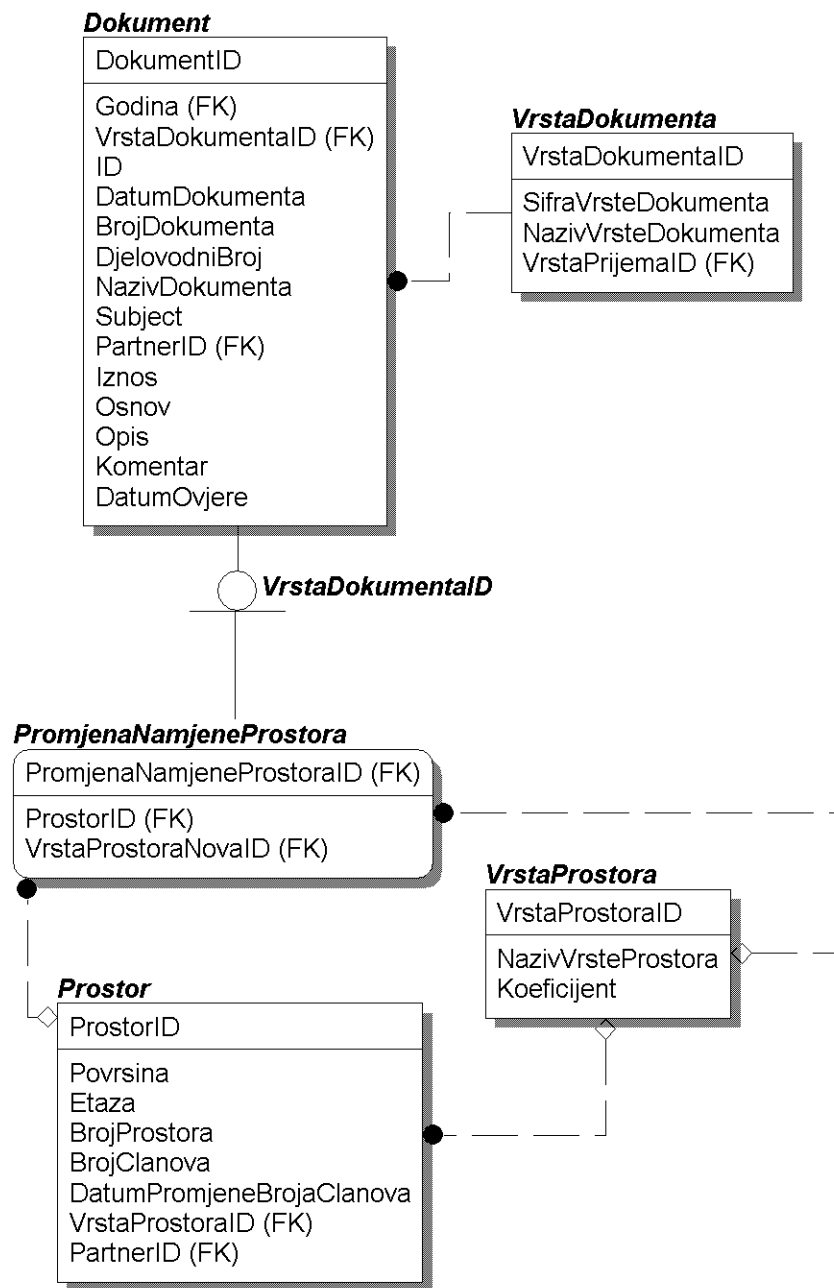 Dokument
DokumentID
Godina (FK)
VrstaDokumentaID (FK)
ID
DatumDokumenta
BrojDokumenta
DjelovodniBroj
NazivDokumenta
Subject
PartnerID (FK)
Iznos
Osnov
Opis
Komentar
DatumOvjere
VrstaDokumenta
VrstaDokumentaID
SifraVrsteDokumenta
NazivVrsteDokumenta
VrstaPrijemaID (FK)
VrstaDokumentaID
PromjenaNamjeneProstora
PromjenaNamjeneProstoraID (FK)
ProstorID (FK)
VrstaProstoraNovaID (FK)
VrstaProstora
VrstaProstoraID
NazivVrsteProstora
Koeficijent
Prostor
ProstorID
Povrsina
Etaza
BrojProstora
BrojClanova
DatumPromjeneBrojaClanova
VrstaProstoraID (FK)
PartnerID (FK)